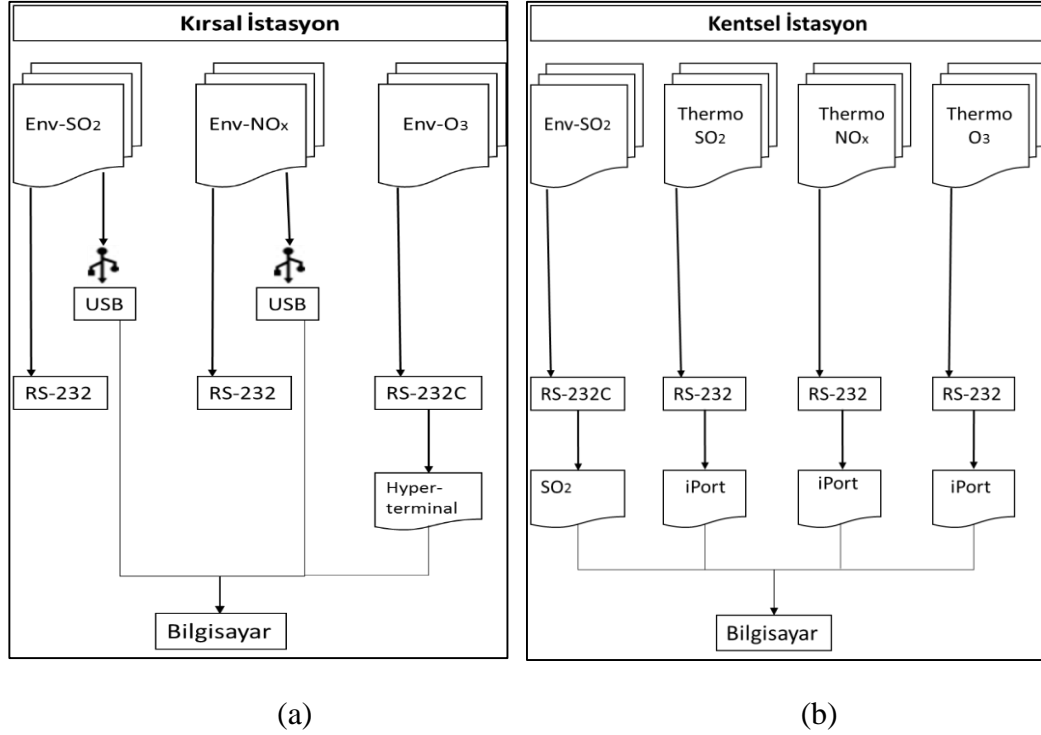 Kırsal İstasyon
Env-SO₂
Env-NOₓ
Env-O₃
USB
USB
RS-232
RS-232
RS-232C
Hyper-
terminal
Bilgisayar
(a)
Kentsel İstasyon
Env-SO₂
Thermo
SO₂
Thermo
NOₓ
Thermo
O₃
RS-232C
RS-232
RS-232
RS-232
SO₂
iPort
iPort
iPort
Bilgisayar
(b)